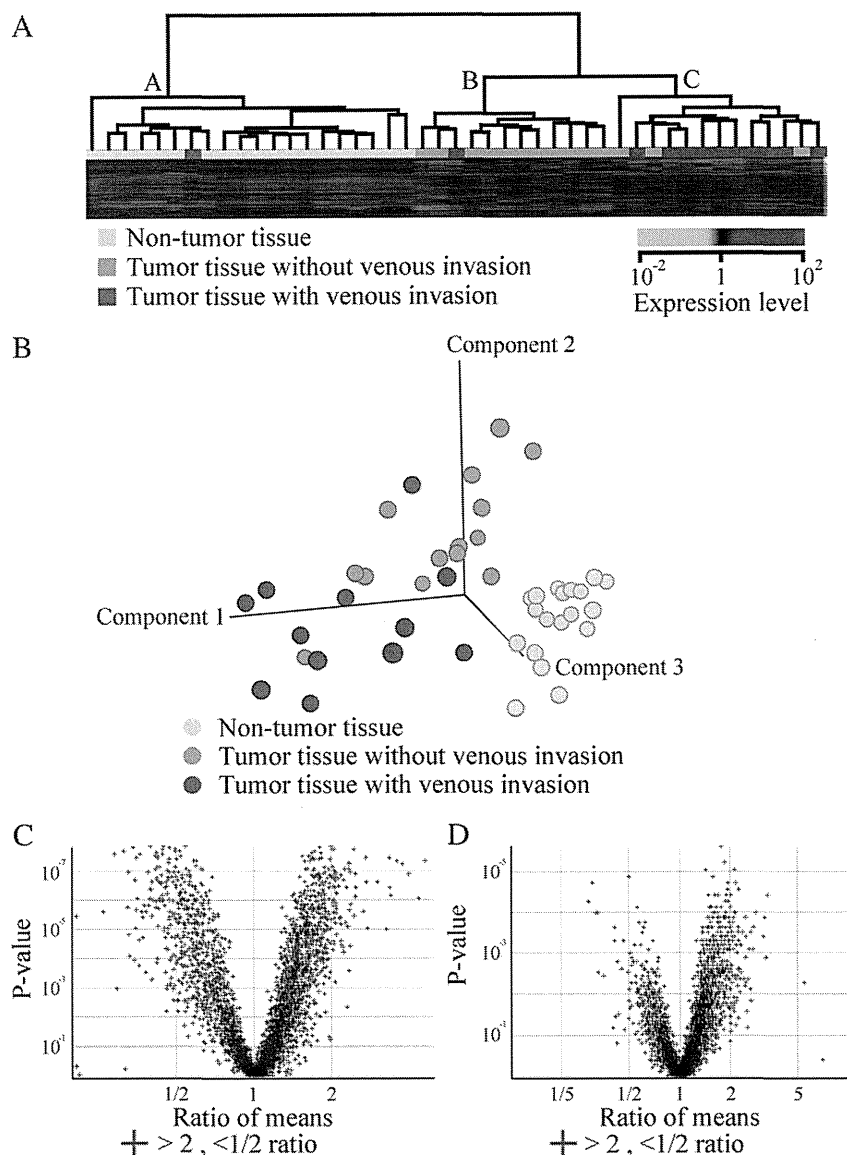 A
A
B
C
Non-tumor tissue
Tumor tissue without venous invasion
Tumor tissue with venous invasion
10⁻² 1 10²
Expression level
B
Component 2
Component 1
Component 3
Non-tumor tissue
Tumor tissue without venous invasion
Tumor tissue with venous invasion
C
P-value
10⁻⁷
10⁻⁵
10⁻³
10⁻¹
1/2 1 2
Ratio of means
> 2 , <1/2 ratio
D
P-value
10⁻⁵
10⁻³
10⁻¹
1/5 1/2 1 2 5
Ratio of means
> 2 , <1/2 ratio